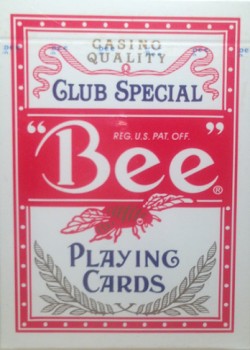 CASINO
QUALITY
CLUB SPECIAL
REG. U.S. PAT. OFF.
"Bee"®
PLAYING
CARDS